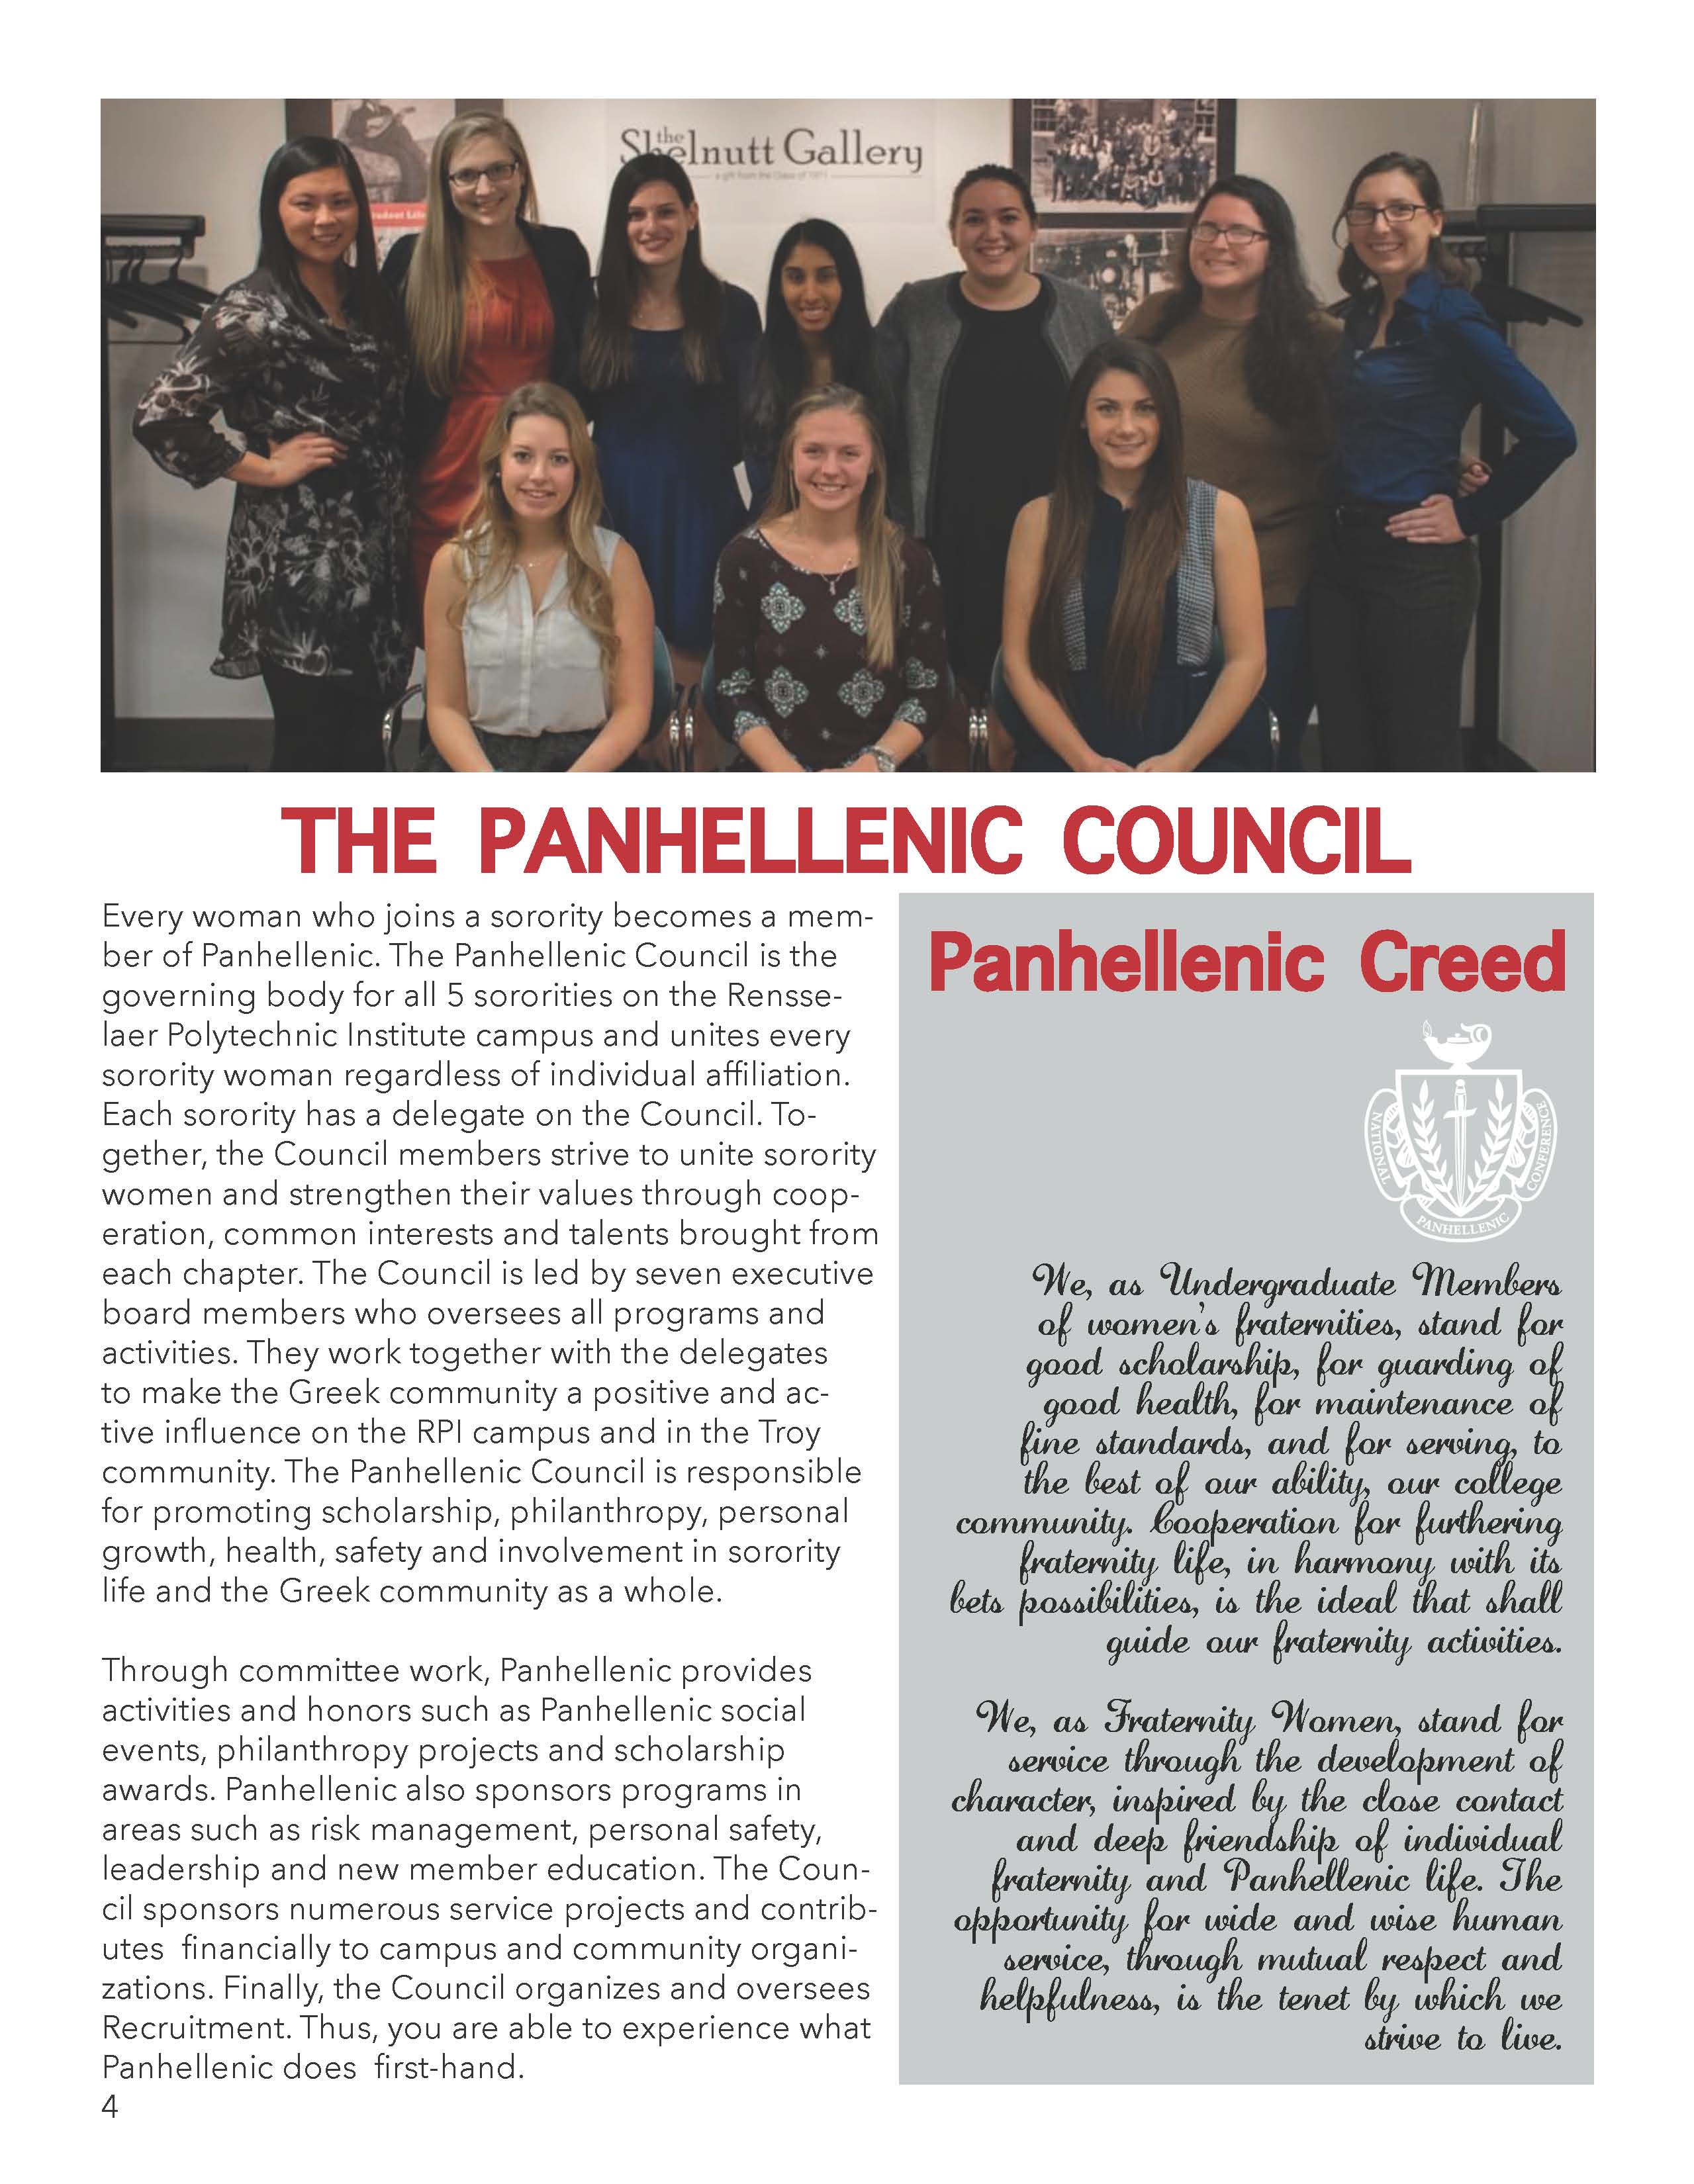 the
Shelnutt Gallery
a gift from the Class of 1971
Student Life
THE PANHELLENIC COUNCIL
Every woman who joins a sorority becomes a mem-
ber of Panhellenic. The Panhellenic Council is the
governing body for all 5 sororities on the Rensse-
laer Polytechnic Institute campus and unites every
sorority woman regardless of individual affiliation.
Each sorority has a delegate on the Council. To-
gether, the Council members strive to unite sorority
women and strengthen their values through coop-
eration, common interests and talents brought from
each chapter. The Council is led by seven executive
board members who oversees all programs and
activities. They work together with the delegates
to make the Greek community a positive and ac-
tive influence on the RPI campus and in the Troy
community. The Panhellenic Council is responsible
for promoting scholarship, philanthropy, personal
growth, health, safety and involvement in sorority
life and the Greek community as a whole.
Through committee work, Panhellenic provides
activities and honors such as Panhellenic social
events, philanthropy projects and scholarship
awards. Panhellenic also sponsors programs in
areas such as risk management, personal safety,
leadership and new member education. The Coun-
cil sponsors numerous service projects and contrib-
utes financially to campus and community organi-
zations. Finally, the Council organizes and oversees
Recruitment. Thus, you are able to experience what
Panhellenic does first-hand.
4
Panhellenic Creed
NATIONAL
PANHELLENIC
CONFERENCE
We, as Undergraduate Members
of women's fraternities, stand for
good scholarship, for guarding of
good health, for maintenance of
fine standards, and for serving, to
the best of our ability, our college
community. Cooperation for furthering
fraternity life, in harmony with its
bets possibilities, is the ideal that shall
guide our fraternity activities.
We, as Fraternity Women, stand for
service through the development of
character, inspired by the close contact
and deep friendship of individual
fraternity and Panhellenic life. The
opportunity for wide and wise human
service, through mutual respect and
helpfulness, is the tenet by which we
strive to live.